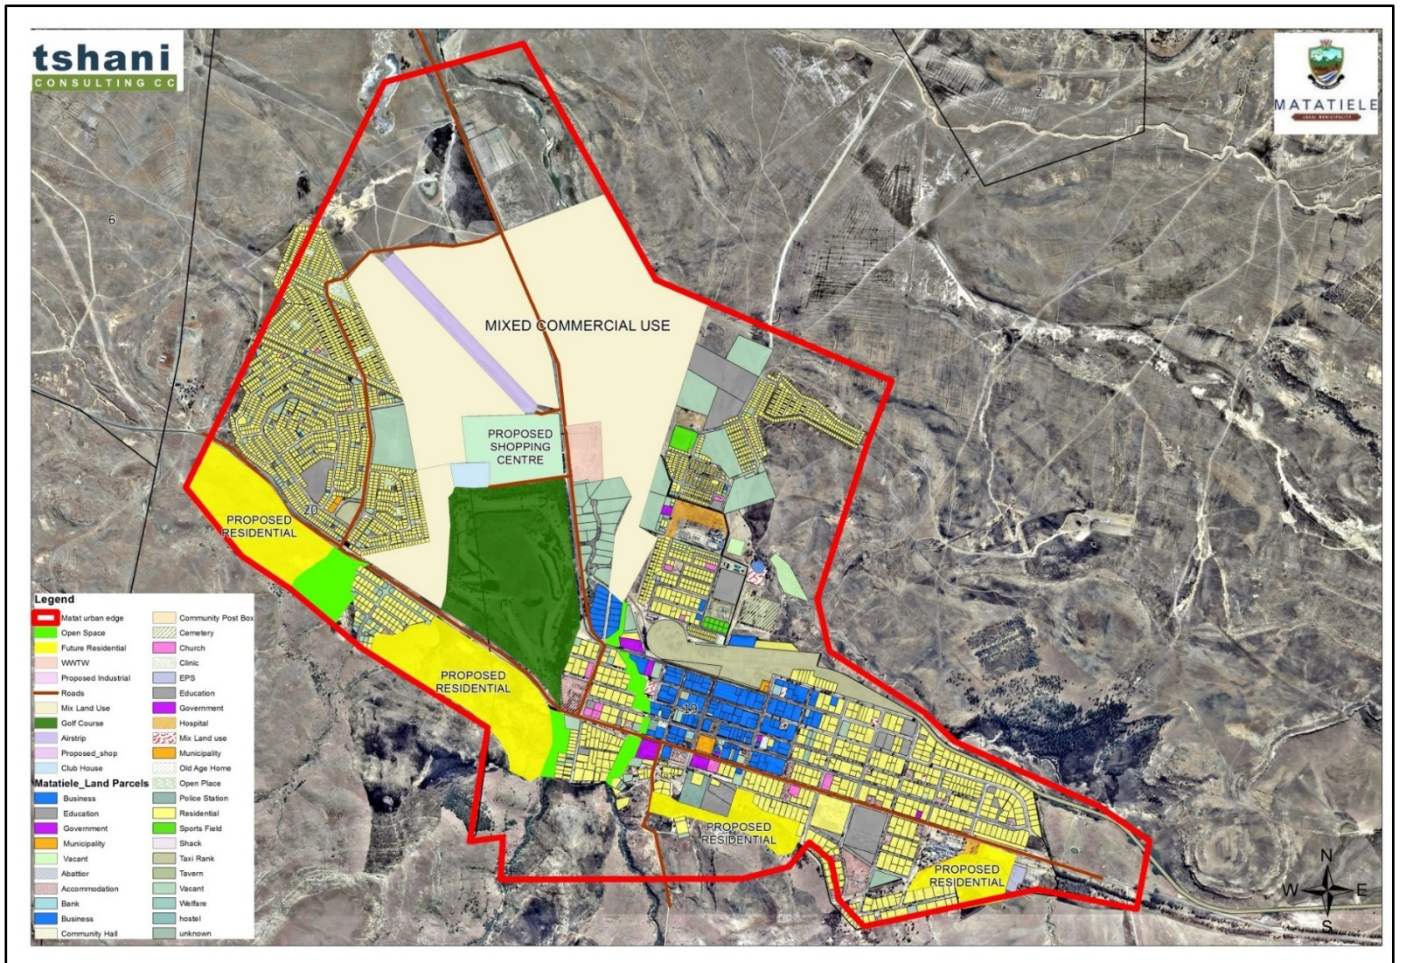 tshani
CONSULTING CC
MATATIELE
LOCAL MUNICIPALITY
2
6
MIXED COMMERCIAL USE
PROPOSED
SHOPPING
CENTRE
20
PROPOSED
RESIDENTIAL
PROPOSED
RESIDENTIAL
19
PROPOSED
RESIDENTIAL
PROPOSED
RESIDENTIAL
N
W
E
S
Legend
Matat urban edge
Open Space
Future Residential
WWTW
Proposed Industrial
Roads
Mix Land Use
Golf Course
Airstrip
Proposed_shop
Club House
Matatiele_Land Parcels
Business
Education
Government
Municipality
Vacant
Abattior
Accommodation
Bank
Business
Community Hall
Community Post Box
Cemetery
Church
Clinic
EPS
Education
Government
Hospital
Mix Land use
Municipality
Old Age Home
Open Place
Police Station
Residential
Sports Field
Shack
Taxi Rank
Tavern
Vacant
Welfare
hostel
unknown